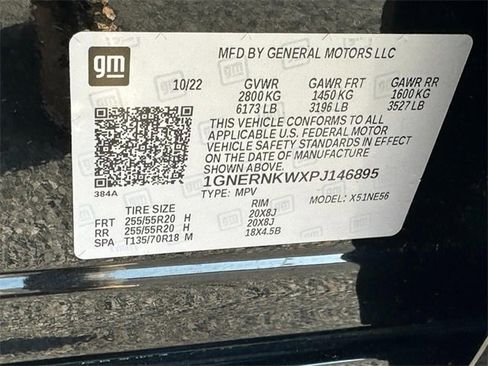 gm
MFD BY GENERAL MOTORS LLC
10/22 GVWR GAWR FRT GAWR RR
2800 KG 1450 KG 1600 KG
6173 LB 3196 LB 3527 LB
THIS VEHICLE CONFORMS TO ALL
APPLICABLE U.S. FEDERAL MOTOR
VEHICLE SAFETY STANDARDS IN EFFECT
ON THE DATE OF MANUFACTURE
SHOWN ABOVE.
1GNERNKWXPJ146895
384A
TYPE: MPV MODEL: X51NE56
TIRE SIZE RIM
FRT 255/55R20 H 20X8J
RR 255/55R20 H 20X8J
SPA T135/70R18 M 18X4.5B